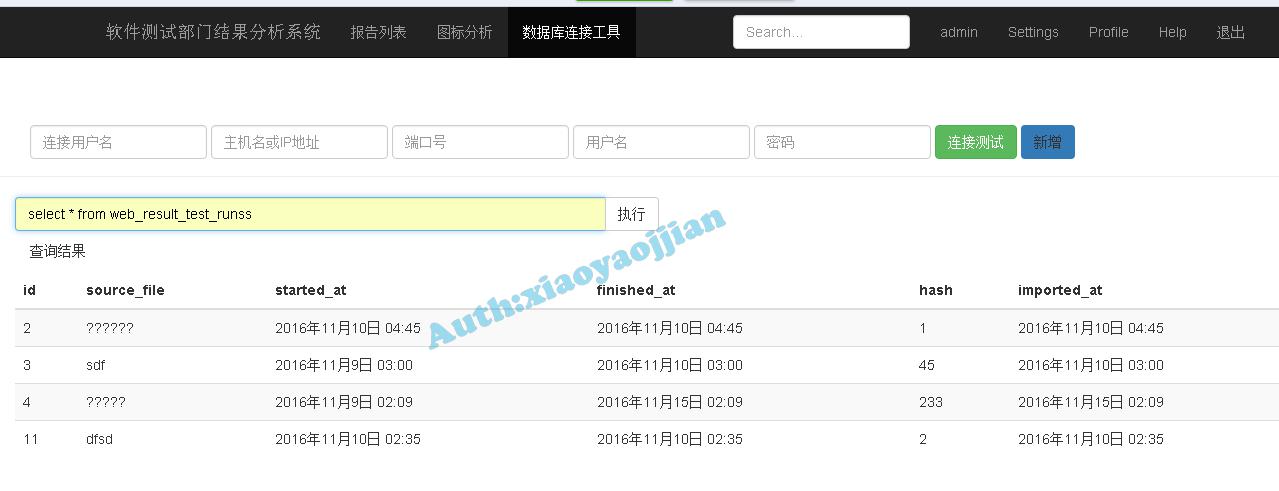 软件测试部门结果分析系统 报告列表 图标分析 数据库连接工具 Search... admin Settings Profile Help 退出
连接用户名 主机名或IP地址 端口号 用户名 密码 连接测试 新增
select * from web_result_test_runss 执行
查询结果
id source_file started_at finished_at hash imported_at
2 ?????? 2016年11月10日 04:45 2016年11月10日 04:45 1 2016年11月10日 04:45
3 sdf 2016年11月9日 03:00 2016年11月10日 03:00 45 2016年11月10日 03:00
4 ????? 2016年11月9日 02:09 2016年11月15日 02:09 233 2016年11月15日 02:09
11 dfsd 2016年11月10日 02:35 2016年11月10日 02:35 2 2016年11月10日 02:35
Auth:xiaoyaojjian